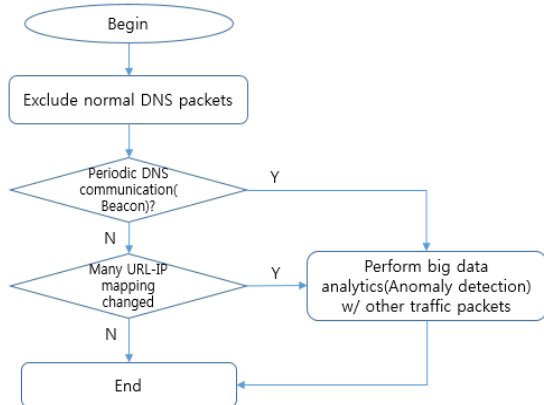 Begin
Exclude normal DNS packets
Periodic DNS
communication(
Beacon)?
Y
N
Many URL-IP
mapping
changed
Y
Perform big data
analytics(Anomaly detection)
w/ other traffic packets
N
End